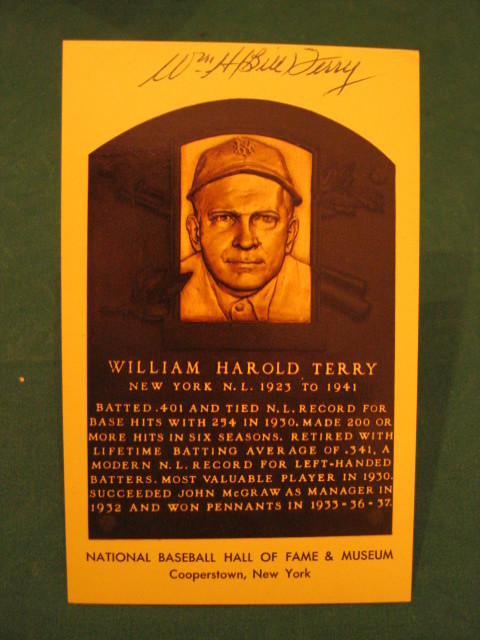 Wm H (Bill) Terry
NY
WILLIAM HAROLD TERRY
NEW YORK N.L. 1923 TO 1941
BATTED .401 AND TIED N.L. RECORD FOR
BASE HITS WITH 254 IN 1930. MADE 200 OR
MORE HITS IN SIX SEASONS. RETIRED WITH
LIFETIME BATTING AVERAGE OF .341, A
MODERN N.L. RECORD FOR LEFT-HANDED
BATTERS. MOST VALUABLE PLAYER IN 1930.
SUCCEEDED JOHN McGRAW AS MANAGER IN
1932 AND WON PENNANTS IN 1933-36-37.
NATIONAL BASEBALL HALL OF FAME & MUSEUM
Cooperstown, New York